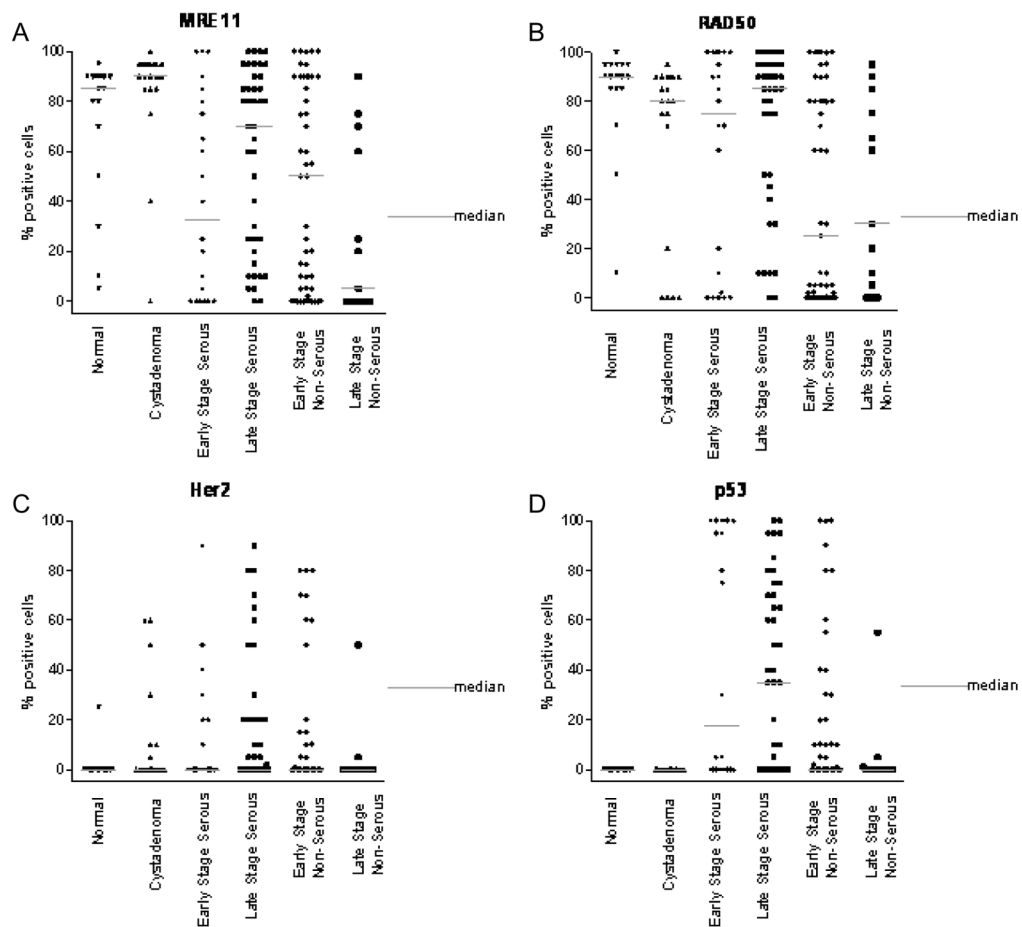 A
MRE11
% positive cells
100
80
60
40
20
0
Normal
Cystadenoma
Early Stage Serous
Late Stage Serous
Early Stage
Non-Serous
Late Stage
Non-Serous
median
B
RAD50
% positive cells
100
80
60
40
20
0
Normal
Cystadenoma
Early Stage Serous
Late Stage Serous
Early Stage
Non-Serous
Late Stage
Non-Serous
median
C
Her2
% positive cells
100
80
60
40
20
0
Normal
Cystadenoma
Early Stage Serous
Late Stage Serous
Early Stage
Non-Serous
Late Stage
Non-Serous
median
D
p53
% positive cells
100
80
60
40
20
0
Normal
Cystadenoma
Early Stage Serous
Late Stage Serous
Early Stage
Non-Serous
Late Stage
Non-Serous
median